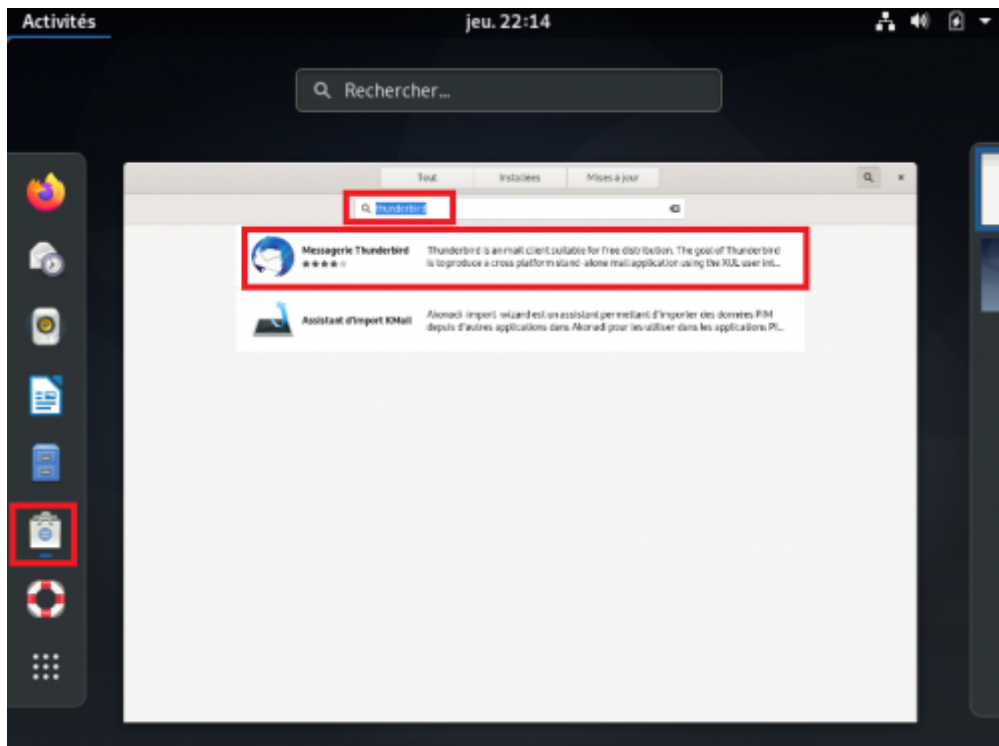 Activités
jeu. 22:14
Rechercher...
Tout
Installées
Mises à jour
thunderbird
Messagerie Thunderbird
Thunderbird is an mail client suitable for free distribution. The goal of Thunderbird
is to produce a cross platform stand-alone mail application using the XUL user int...
Assistant d'import KMail
Akonadi import-wizard est un assistant permettant d'importer des données PIM
depuis d'autres applications dans Akonadi pour les utiliser dans les applications PI...